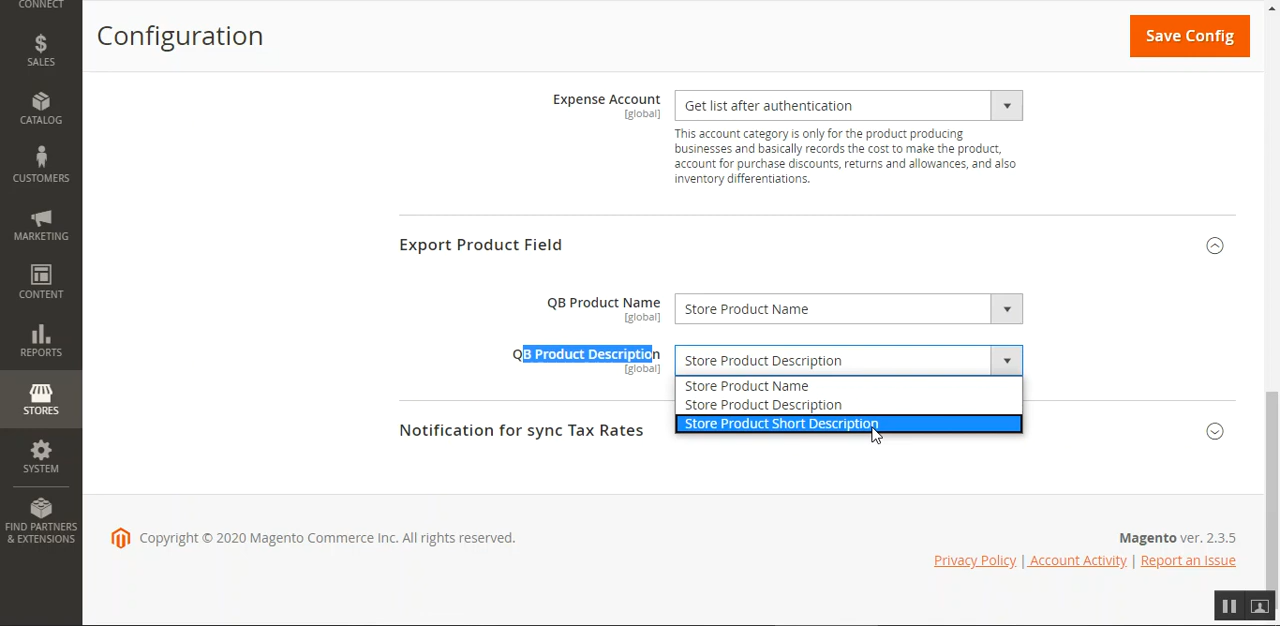 CONNECT
SALES
CATALOG
CUSTOMERS
MARKETING
CONTENT
REPORTS
STORES
SYSTEM
FIND PARTNERS
& EXTENSIONS
Configuration
Save Config
Expense Account
[global]
Get list after authentication
This account category is only for the product producing
businesses and basically records the cost to make the product,
account for purchase discounts, returns and allowances, and also
inventory differentiations.
Export Product Field
QB Product Name
[global]
Store Product Name
QB Product Description
[global]
Store Product Description
Store Product Name
Store Product Description
Store Product Short Description
Notification for sync Tax Rates
Copyright © 2020 Magento Commerce Inc. All rights reserved.
Magento ver. 2.3.5
Privacy Policy | Account Activity | Report an Issue